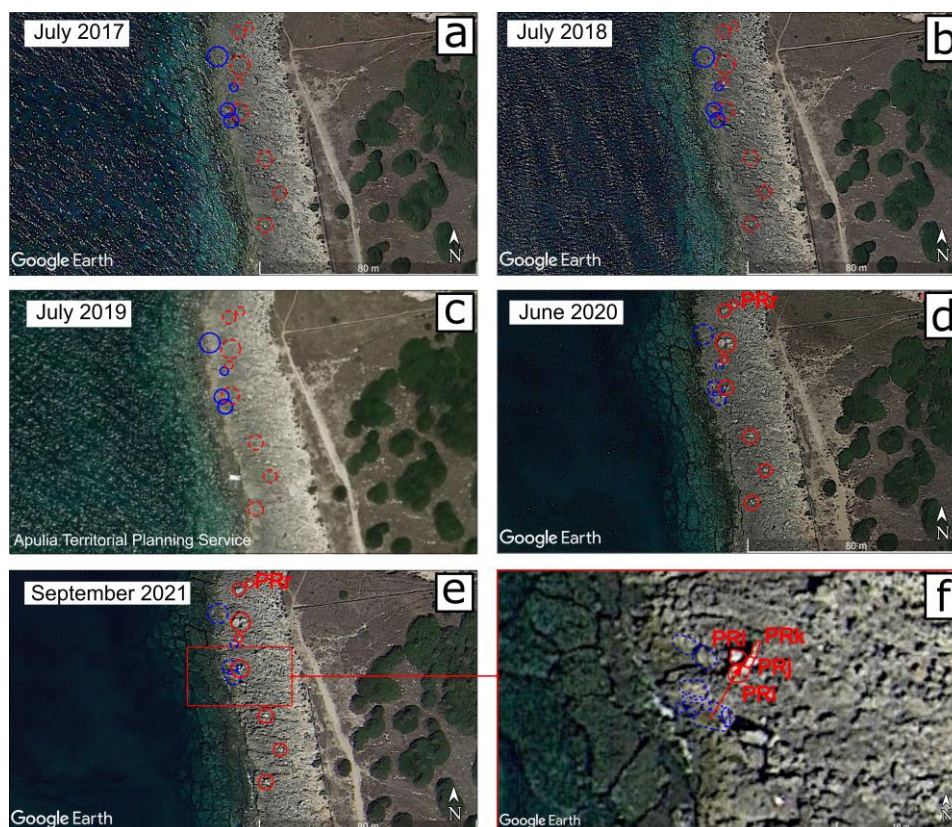 July 2017
a
80 m
N
Google Earth
July 2018
b
80 m
N
Google Earth
July 2019
c
Apulia Territorial Planning Service
June 2020
d
PRr
80 m
N
Google Earth
September 2021
e
PRr
80 m
N
Google Earth
f
PRi
PRk
PRj
Google Earth